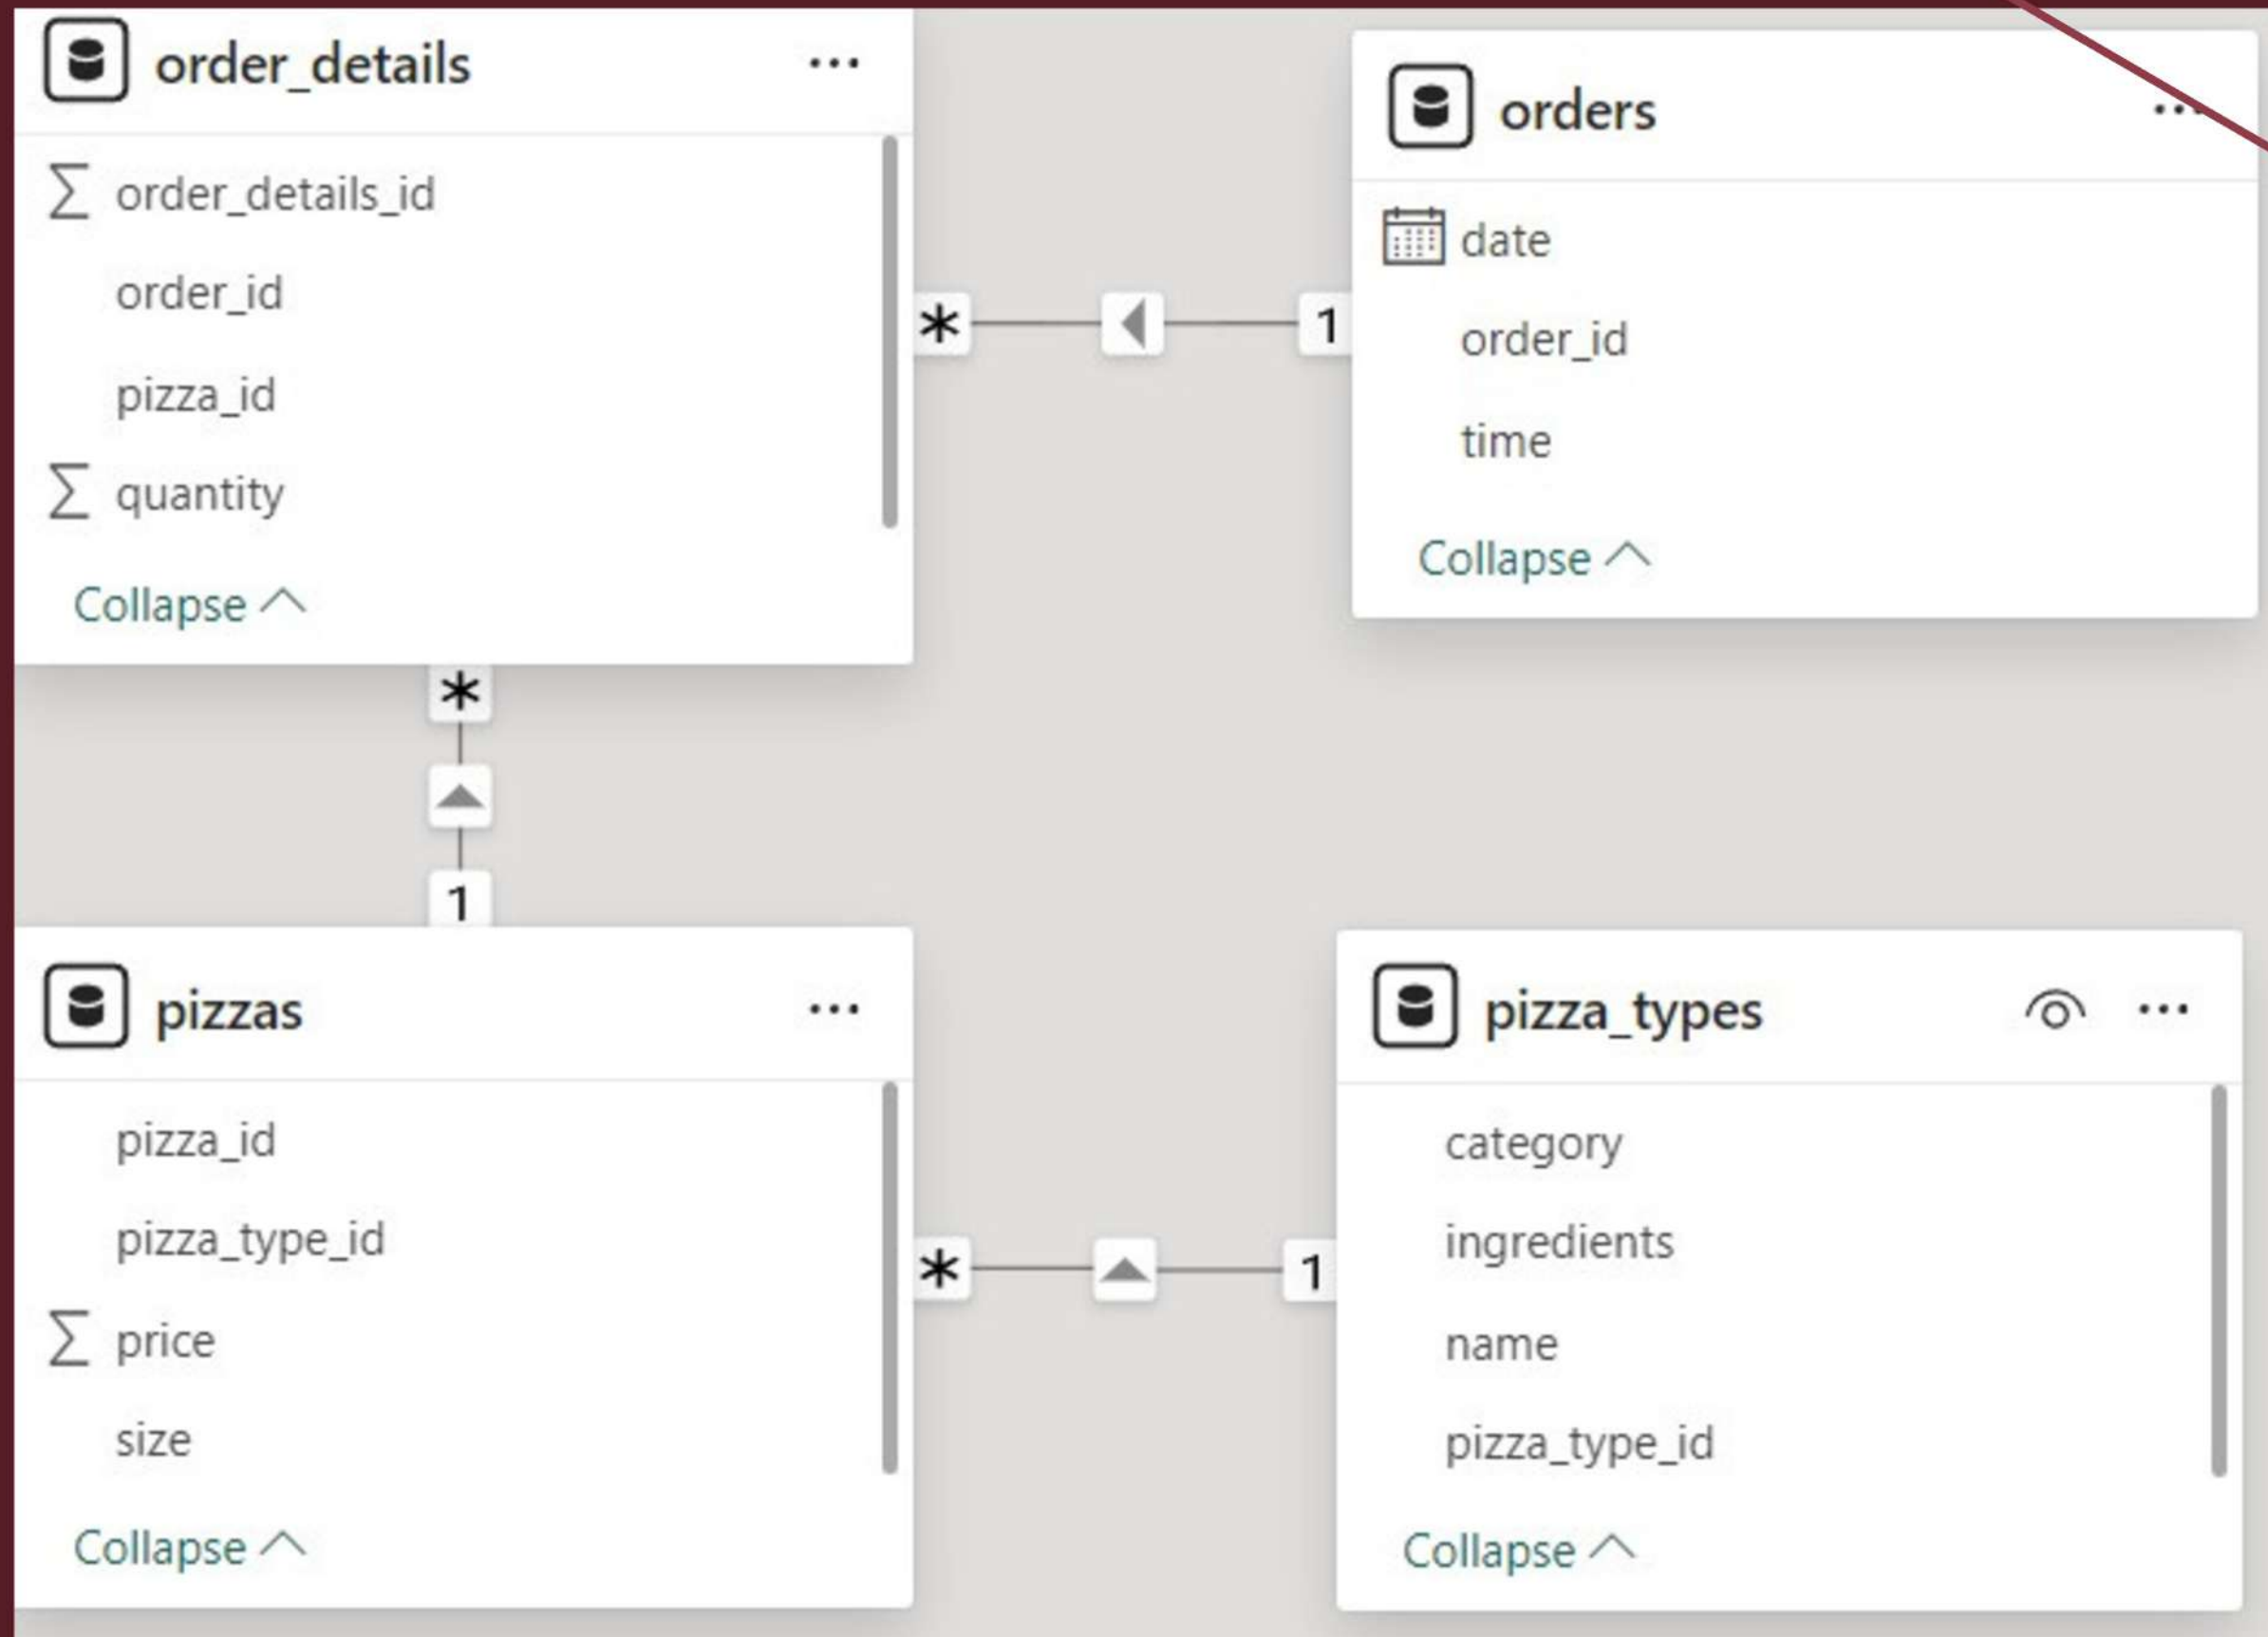 order_details
order_details_id
order_id
pizza_id
quantity
Collapse
orders
date
order_id
time
Collapse
* 1
*
1
pizzas
pizza_id
pizza_type_id
price
size
Collapse
* 1
pizza_types
category
ingredients
name
pizza_type_id
Collapse